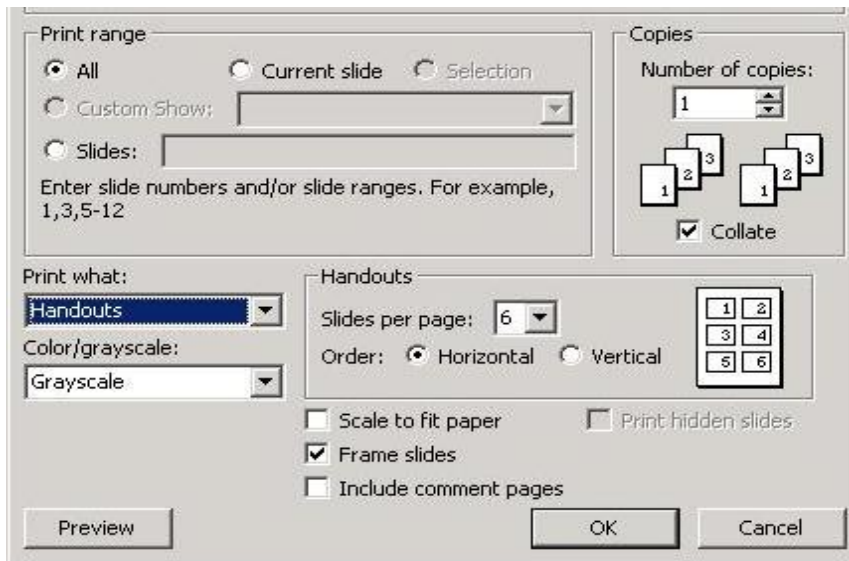 Print range
All Current slide Selection
Custom Show:
Slides:
Enter slide numbers and/or slide ranges. For example,
1,3,5-12
Copies
Number of copies:
1
1 2 3 1 2 3
Collate
Print what:
Handouts
Color/grayscale:
Grayscale
Handouts
Slides per page: 6
Order: Horizontal Vertical
1 2
3 4
5 6
Scale to fit paper Print hidden slides
Frame slides
Include comment pages
Preview OK Cancel